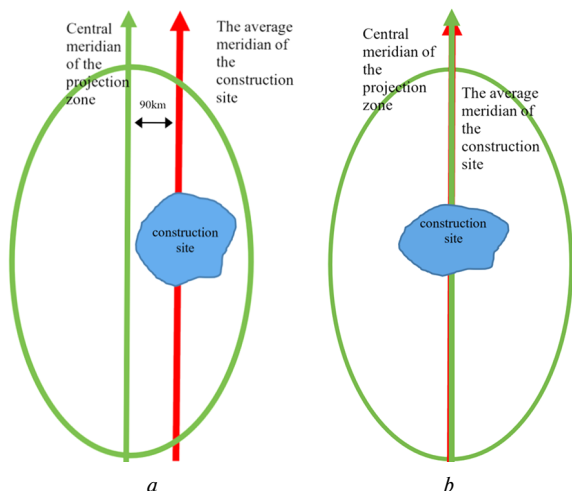 Central
meridian
of the
projection
zone
The average
meridian of
the
construction
site
90km
construction
site
a
Central
meridian of
the
projection
zone
The average
meridian of
the
construction
site
construction
site
b